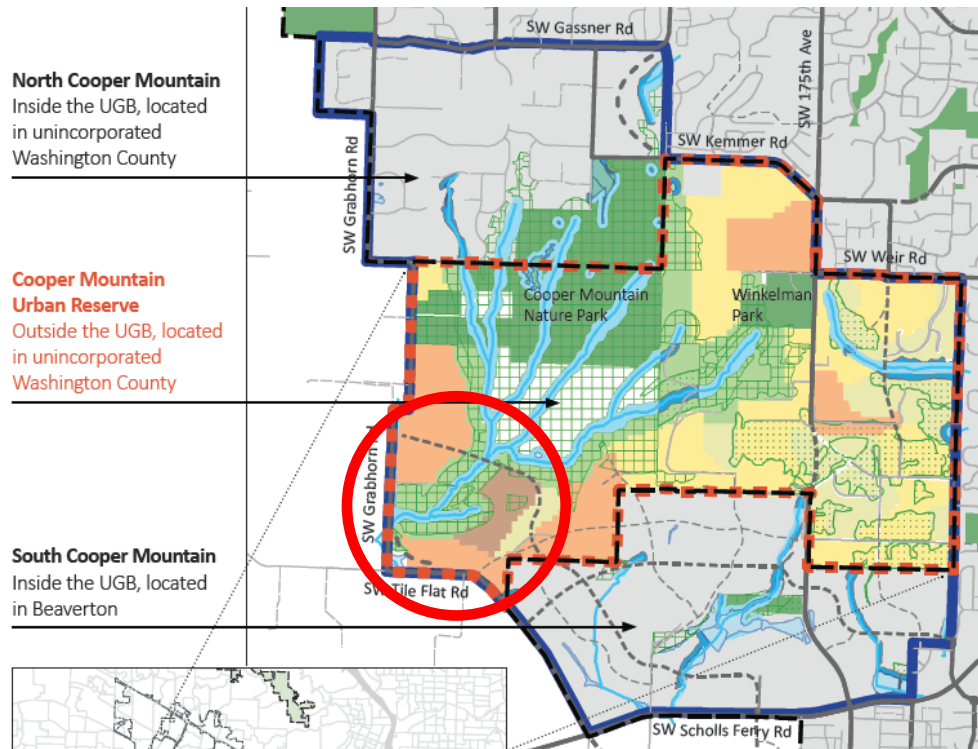 SW Gassner Rd
North Cooper Mountain
Inside the UGB, located
in unincorporated
Washington County
SW 175th Ave
SW Kemmer Rd
SW Grabhorn Rd
SW Weir Rd
Cooper Mountain
Urban Reserve
Outside the UGB, located
in unincorporated
Washington County
Cooper Mountain
Nature Park
Winkelman
Park
SW Grabhorn
South Cooper Mountain
Inside the UGB, located
in Beaverton
SW Tile Flat Rd
SW Scholls Ferry Rd